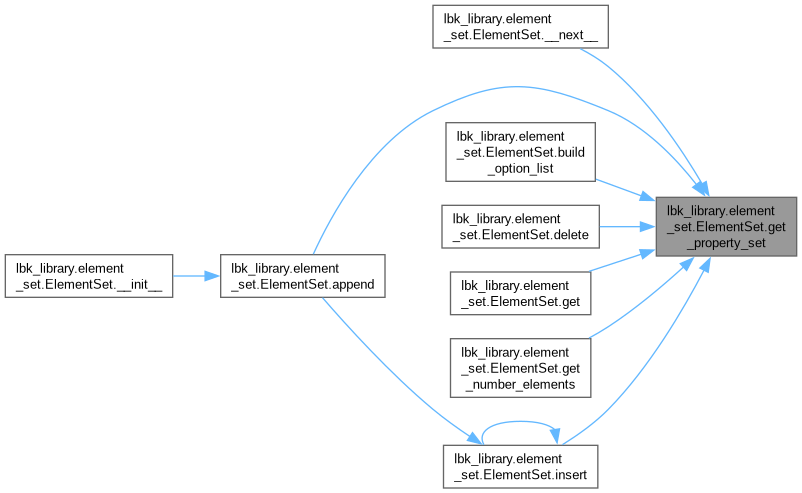 lbk_library.element
_set.ElementSet.__next__
lbk_library.element
_set.ElementSet.build
_option_list
lbk_library.element
_set.ElementSet.get
_property_set
lbk_library.element
_set.ElementSet.delete
lbk_library.element
_set.ElementSet.__init__
lbk_library.element
_set.ElementSet.append
lbk_library.element
_set.ElementSet.get
lbk_library.element
_set.ElementSet.get
_number_elements
lbk_library.element
_set.ElementSet.insert